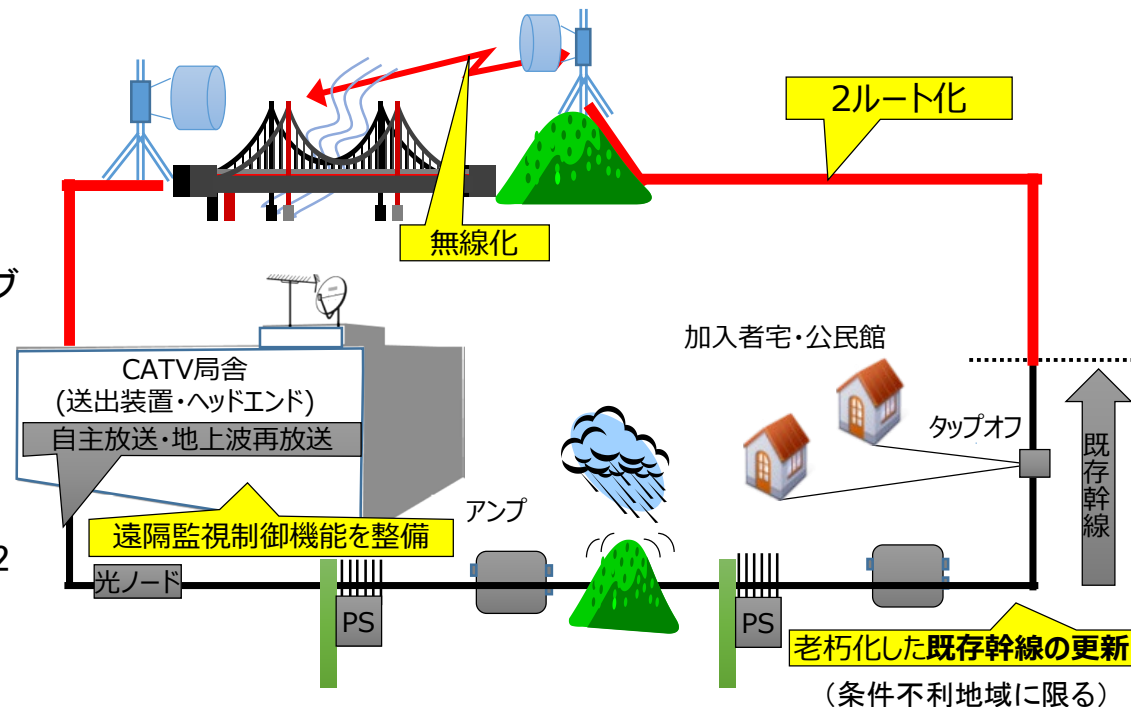 2ルート化
無線化
ブ
CATV局舎
(送出装置・ヘッドエンド)
自主放送・地上波再放送
加入者宅・公民館
タップオフ
既存幹線
遠隔監視制御機能を整備
アンプ
2
光ノード
PS
PS
老朽化した既存幹線の更新
(条件不利地域に限る)